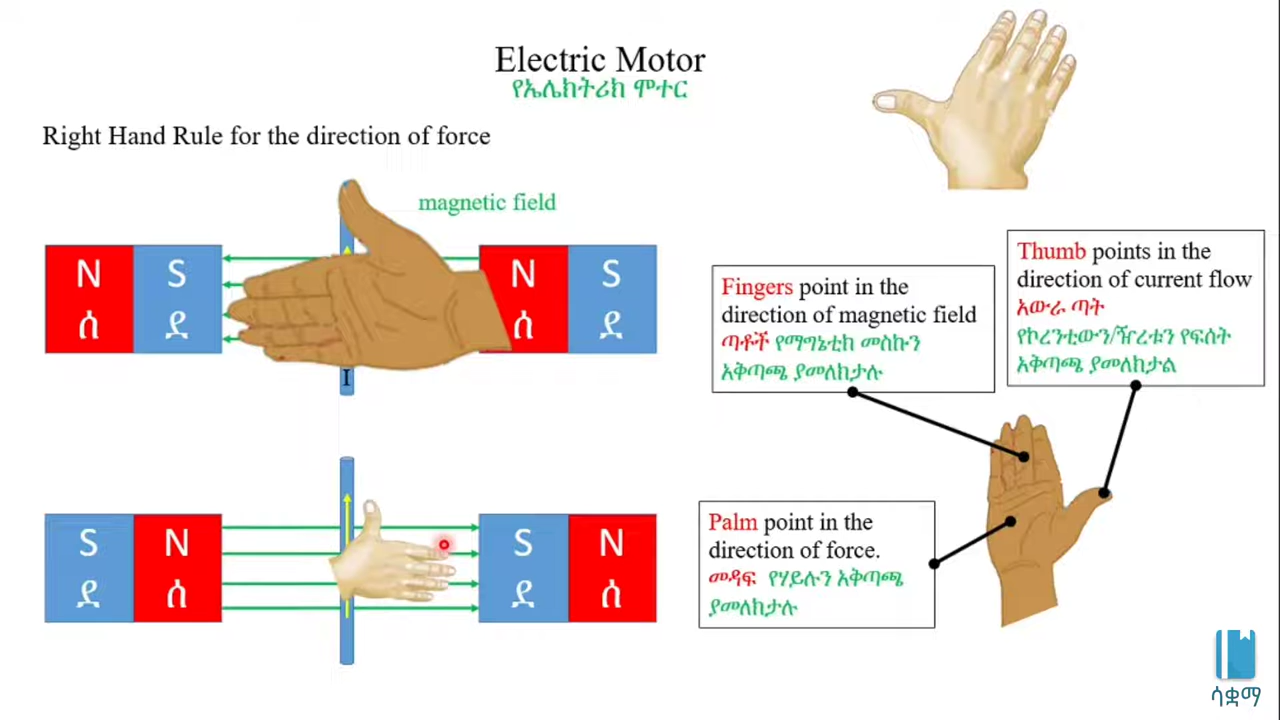 Electric Motor
የኤሌክትሪክ ሞተር
Right Hand Rule for the direction of force
magnetic field
N S N S
ሰ ደ ሰ ደ
I
Fingers point in the
direction of magnetic field
ጣቶች የማግኔቲክ መስኩን
አቅጣጫ ያመለክታሉ
Thumb points in the
direction of current flow
አውራ ጣት
የኮረንቲውን/ዥረቱን የፍሰት
አቅጣጫ ያመለክታል
S N S N
ደ ሰ ደ ሰ
Palm point in the
direction of force.
መዳፍ የሃይሉን አቅጣጫ
ያመለክታሉ
ሳቋማ